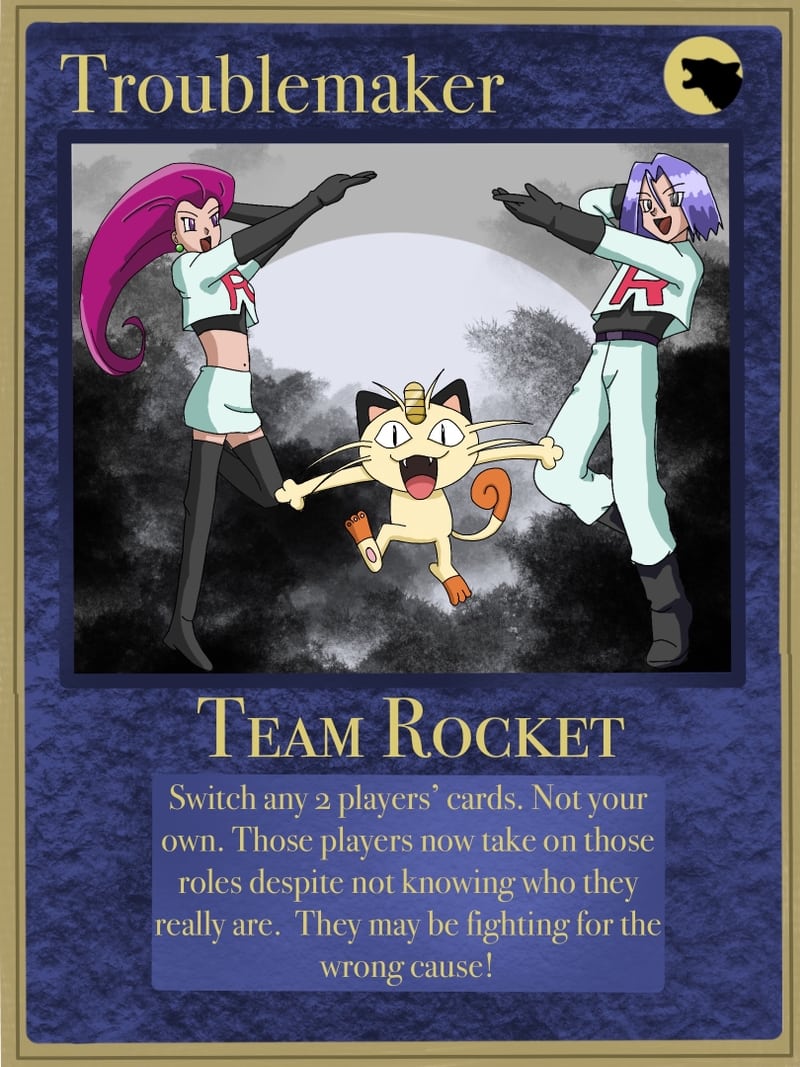 Troublemaker
R
R
Team Rocket
Switch any 2 players’ cards. Not your
own. Those players now take on those
roles despite not knowing who they
really are.  They may be fighting for the
wrong cause!